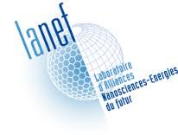 lanef
Laboratoire
d'Alliances
Nanosciences-Energies
du futur